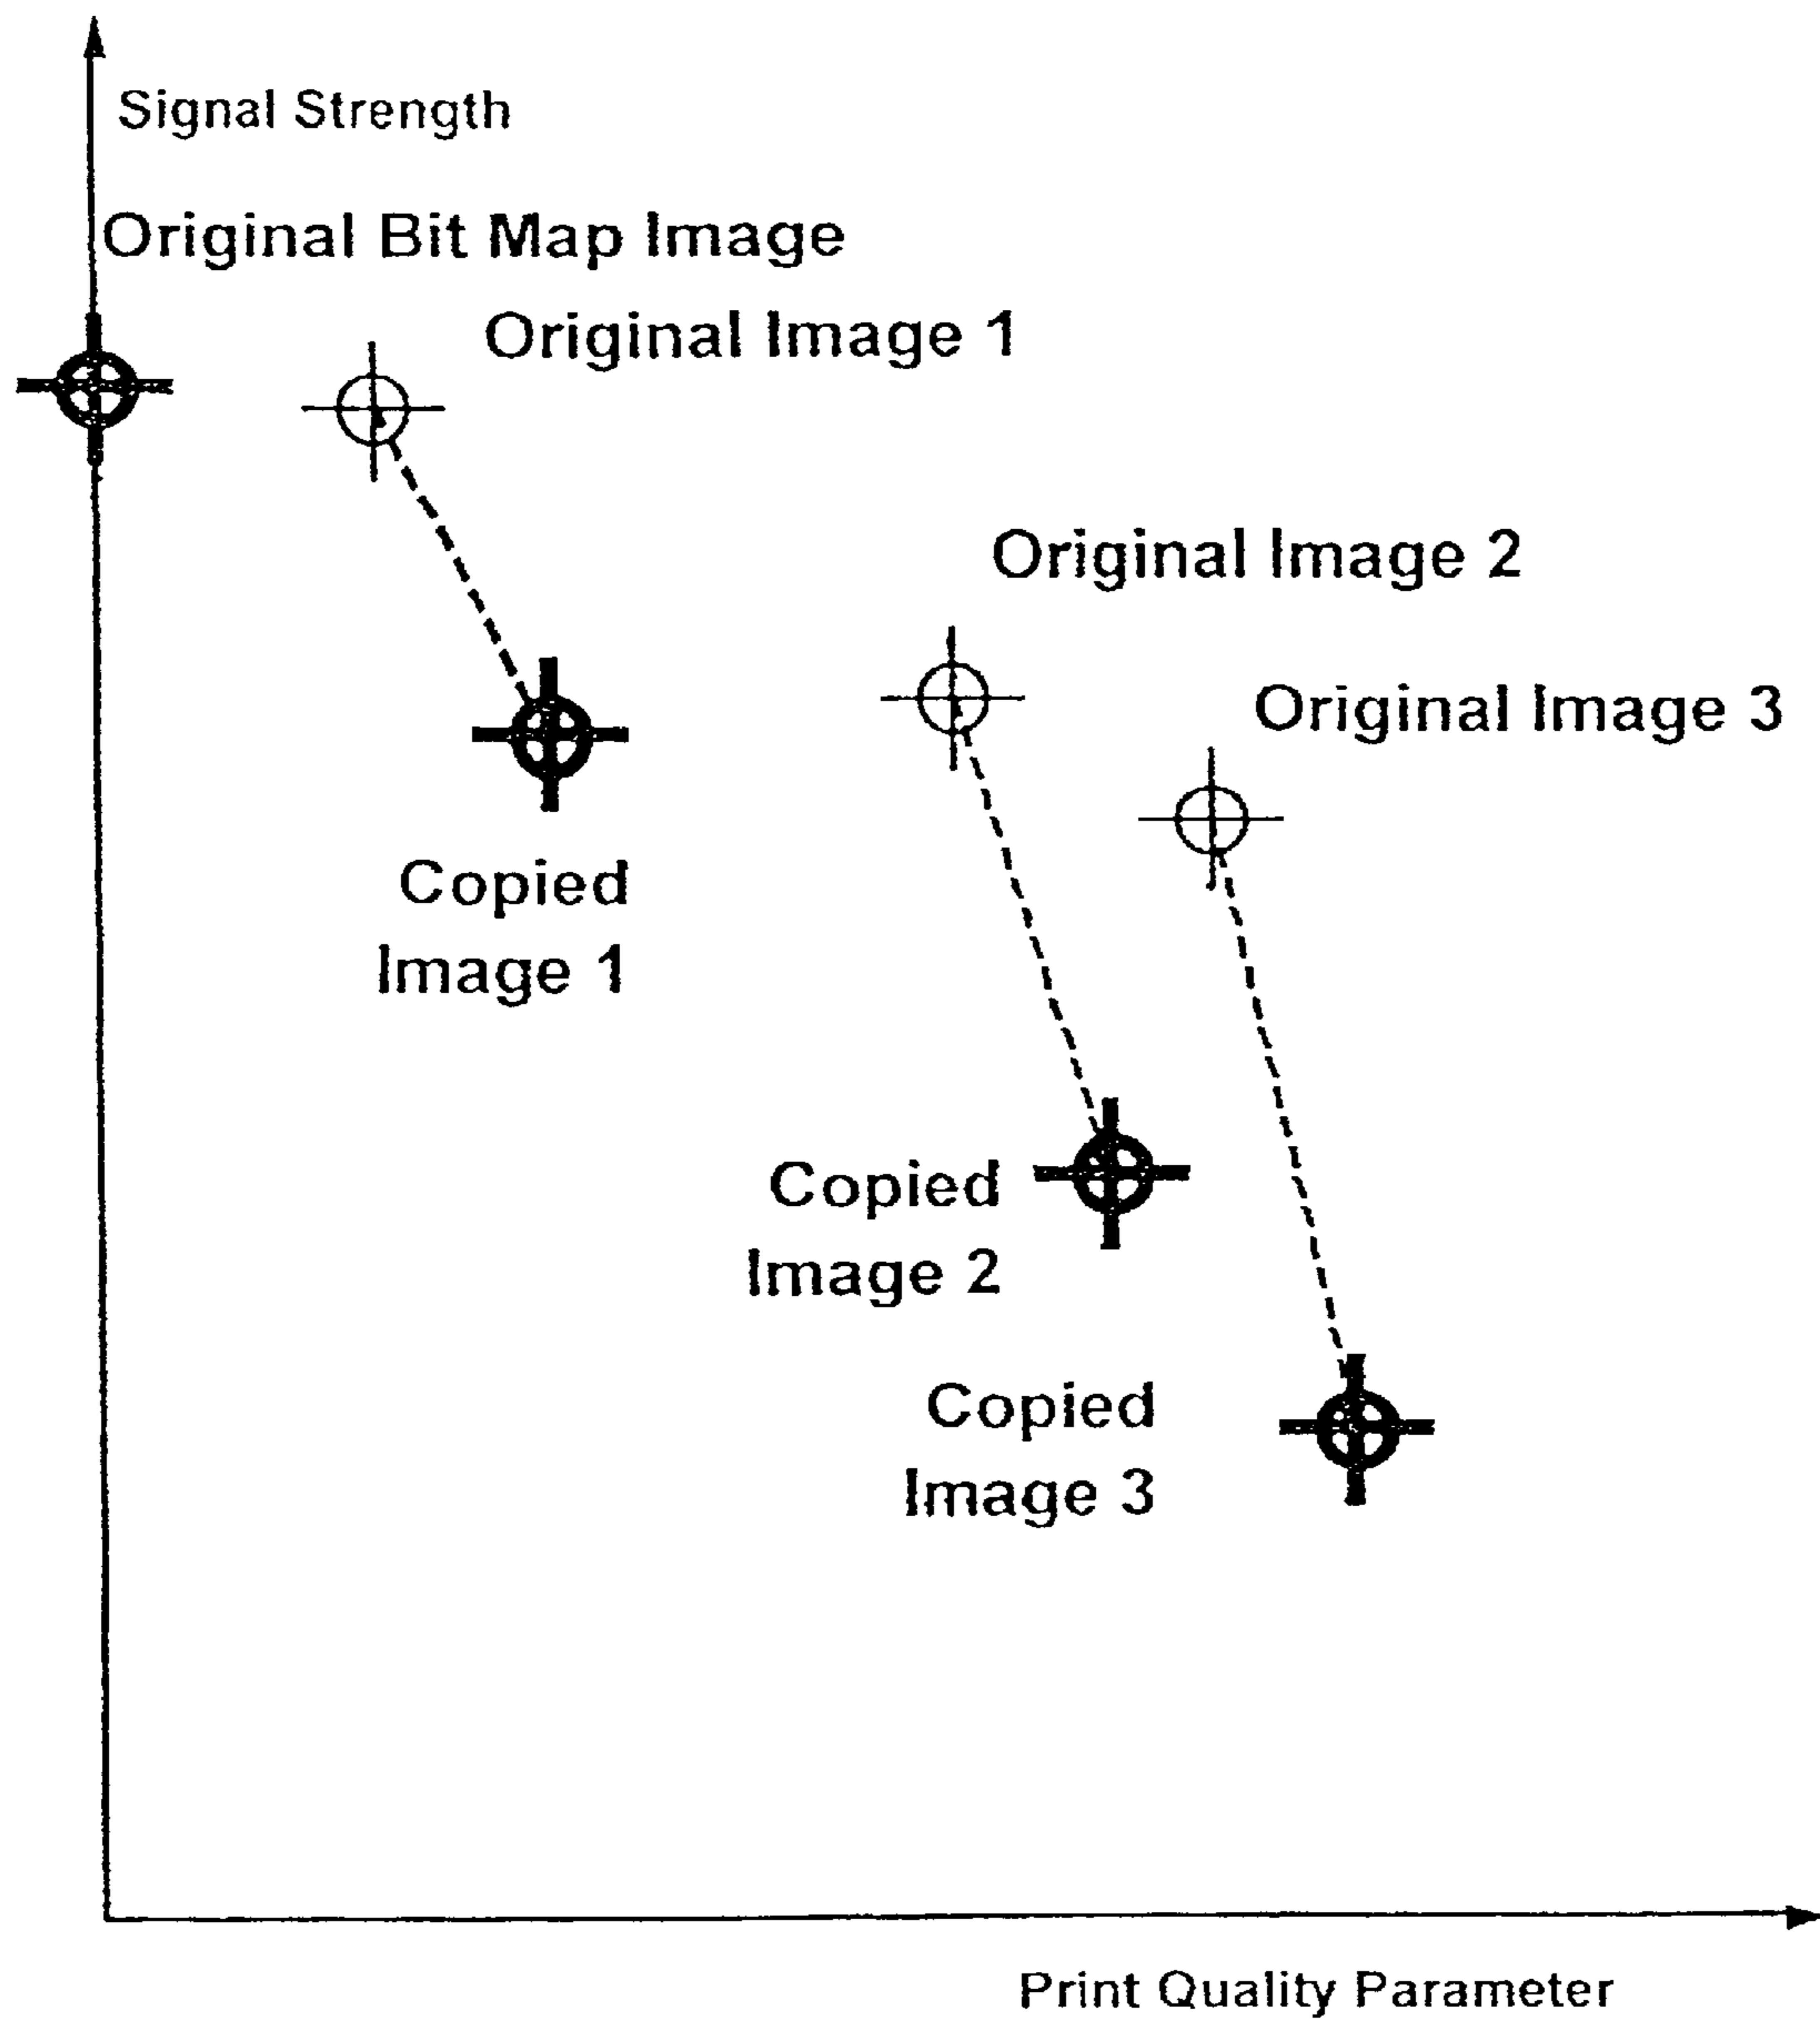 Signal Strength
Original Bit Map Image
Original Image 1
Original Image 2
Original Image 3
Copied
Image 1
Copied
Image 2
Copied
Image 3
Print Quality Parameter